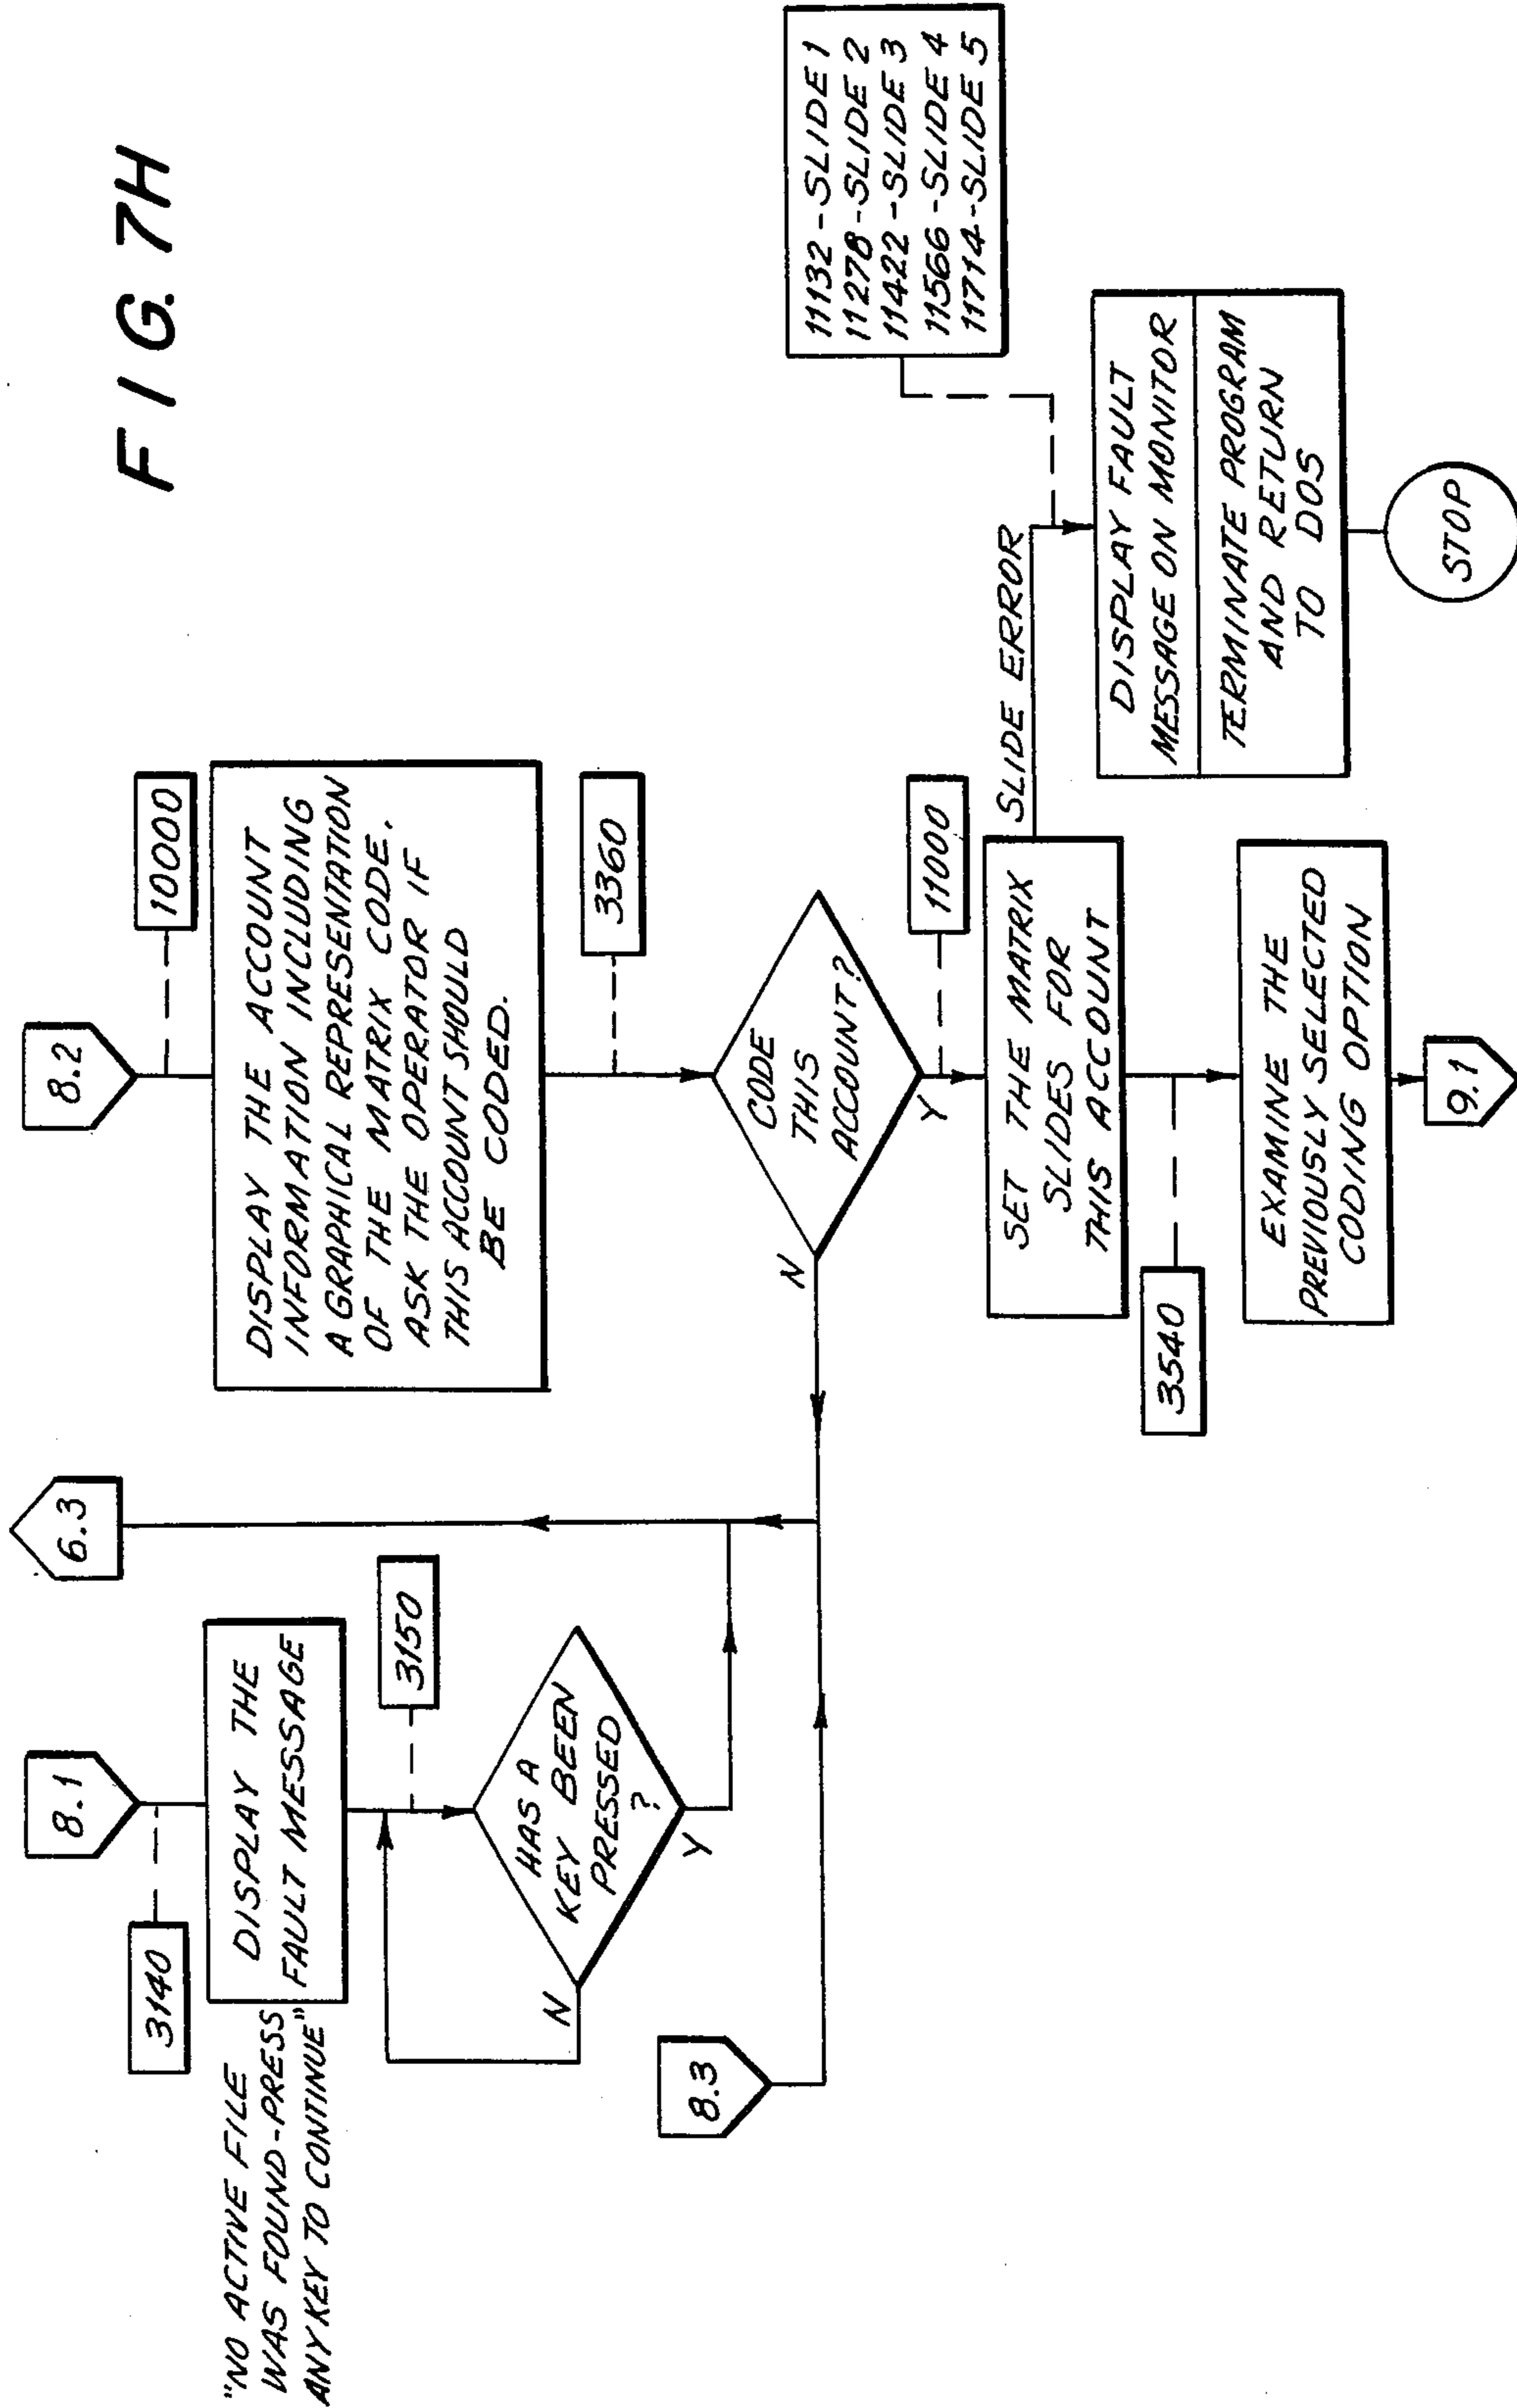 FIG. 7H
8.1
3140
"NO ACTIVE FILE
WAS FOUND-PRESS
ANY KEY TO CONTINUE"
DISPLAY THE
FAULT MESSAGE
3150
HAS A
KEY BEEN
PRESSED
?
N
Y
8.3
6.3
8.2
10000
DISPLAY THE ACCOUNT
INFORMATION INCLUDING
A GRAPHICAL REPRESENTATION
OF THE MATRIX CODE.
ASK THE OPERATOR IF
THIS ACCOUNT SHOULD
BE CODED.
3360
CODE
THIS
ACCOUNT?
N
Y
11000
SET THE MATRIX
SLIDES FOR
THIS ACCOUNT
SLIDE ERROR
3540
EXAMINE THE
PREVIOUSLY SELECTED
CODING OPTION
9.1
11132-SLIDE 1
11278-SLIDE 2
11422-SLIDE 3
11566-SLIDE 4
11714-SLIDE 5
DISPLAY FAULT
MESSAGE ON MONITOR
TERMINATE PROGRAM
AND RETURN
TO DOS
STOP